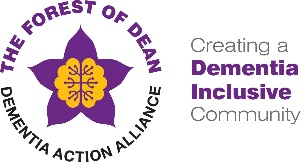 THE FOREST OF DEAN
DEMENTIA ACTION ALLIANCE
Creating a
Dementia
Inclusive
Community